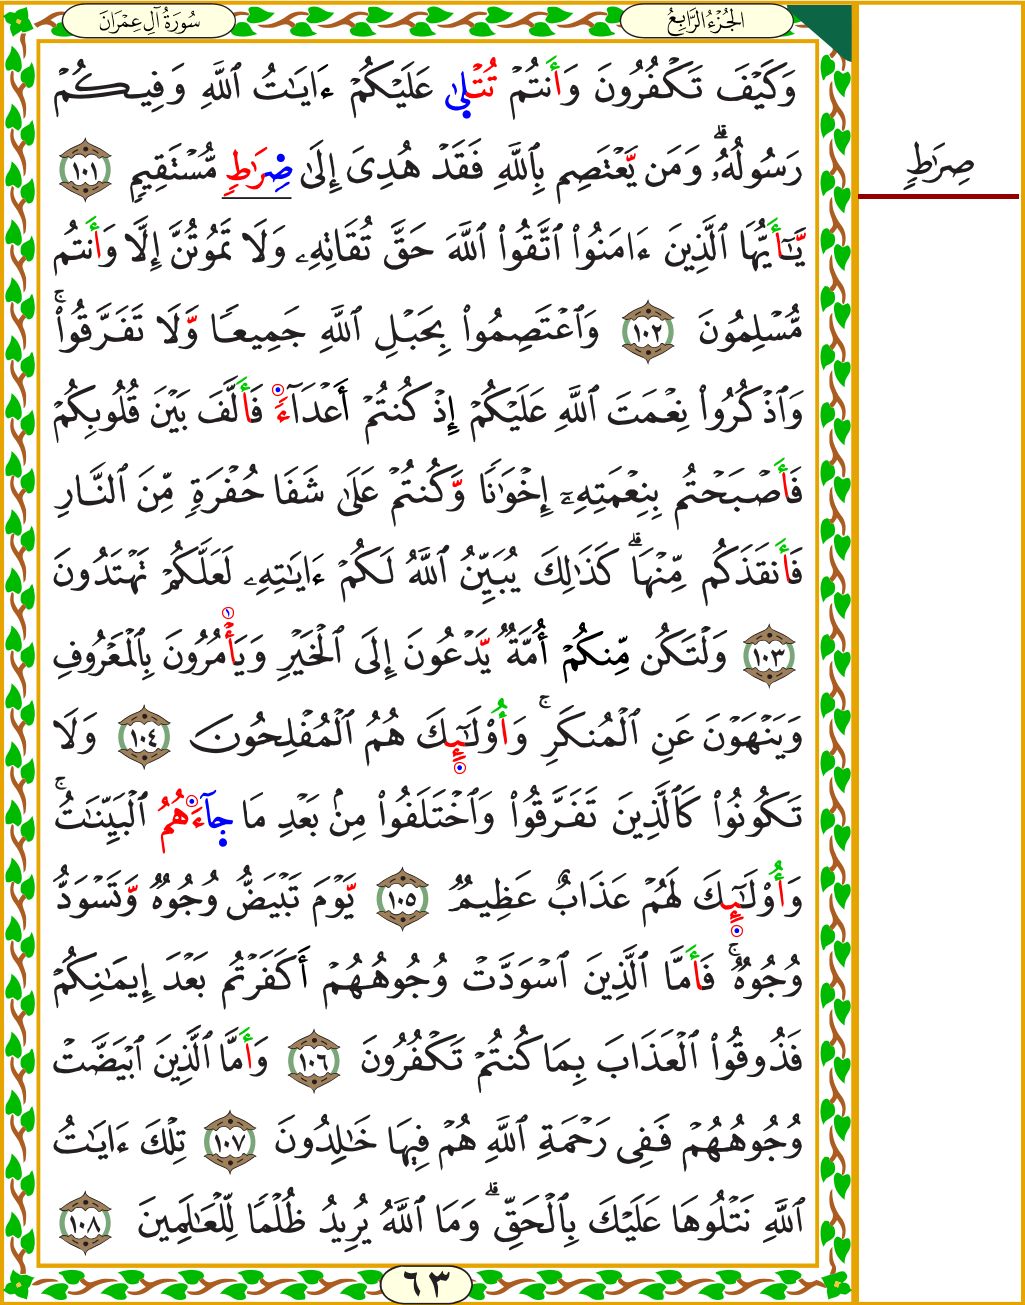 الجُزْءُ الرَّابِعُ
سُورَةُ آلِ عِمْرَانَ
وَكَيْفَ تَكْفُرُونَ وَأَنتُمْ تُتْلٜىٰ عَلَيْكُمْ ءَايَٰتُ ٱللَّهِ وَفِيكُمْ
رَسُولُهُۥۗ وَمَن يَّعْتَصِم بِٱللَّهِ فَقَدْ هُدِىَ إِلَىٰ صِرَٰطٖ مُّسْتَقِيمٖ ١٠١
صِرَٰطٖ
يَّٰٓأَيُّهَا ٱلَّذِينَ ءَامَنُواْ ٱتَّقُواْ ٱللَّهَ حَقَّ تُقَاتِهِۦ وَلَا تَمُوتُنَّ إِلَّا وَأَنتُم
مُّسْلِمُونَ ١٠٢ وَٱعْتَصِمُواْ بِحَبْلِ ٱللَّهِ جَمِيعٗا وَّلَا تَفَرَّقُواْۚ
وَٱذْكُرُواْ نِعْمَتَ ٱللَّهِ عَلَيْكُمْ إِذْ كُنتُمْ أَعْدَآءٗ فَأَلَّفَ بَيْنَ قُلُوبِكُمْ
فَأَصْبَحْتُم بِنِعْمَتِهِۦٓ إِخْوَٰنٗا وَّكُنتُمْ عَلَىٰ شَفَا حُفْرَةٖ مِّنَ ٱلنَّارِ
فَأَنقَذَكُم مِّنْهَاۗ كَذَٰلِكَ يُبَيِّنُ ٱللَّهُ لَكُمْ ءَايَٰتِهِۦ لَعَلَّكُمْ تَهْتَدُونَ
١٠٣ وَلْتَكُن مِّنكُمْ أُمَّةٞ يَّدْعُونَ إِلَى ٱلْخَيْرِ وَيَأْمُرُونَ بِٱلْمَعْرُوفِ
وَيَنْهَوْنَ عَنِ ٱلْمُنكَرِۚ وَأُوْلَٰٓئِكَ هُمُ ٱلْمُفْلِحُونَ ١٠٤ وَلَا
تَكُونُواْ كَٱلَّذِينَ تَفَرَّقُواْ وَٱخْتَلَفُواْ مِنۢ بَعْدِ مَا جَآءَهُمُ ٱلْبَيِّنَٰتُۚ
وَأُوْلَٰٓئِكَ لَهُمْ عَذَابٌ عَظِيمٞ ١٠٥ يَّوْمَ تَبْيَضُّ وُجُوهٞ وَّتَسْوَدُّ
وُجُوهٞۚ فَأَمَّا ٱلَّذِينَ ٱسْوَدَّتْ وُجُوهُهُمْ أَكَفَرْتُم بَعْدَ إِيمَٰنِكُمْ
فَذُوقُواْ ٱلْعَذَابَ بِمَا كُنتُمْ تَكْفُرُونَ ١٠٦ وَأَمَّا ٱلَّذِينَ ٱبْيَضَّتْ
وُجُوهُهُمْ فَفِى رَحْمَةِ ٱللَّهِ هُمْ فِيهَا خَٰلِدُونَ ١٠٧ تِلْكَ ءَايَٰتُ
ٱللَّهِ نَتْلُوهَا عَلَيْكَ بِٱلْحَقِّۗ وَمَا ٱللَّهُ يُرِيدُ ظُلْمٗا لِّلْعَٰلَمِينَ ١٠٨
٦٣